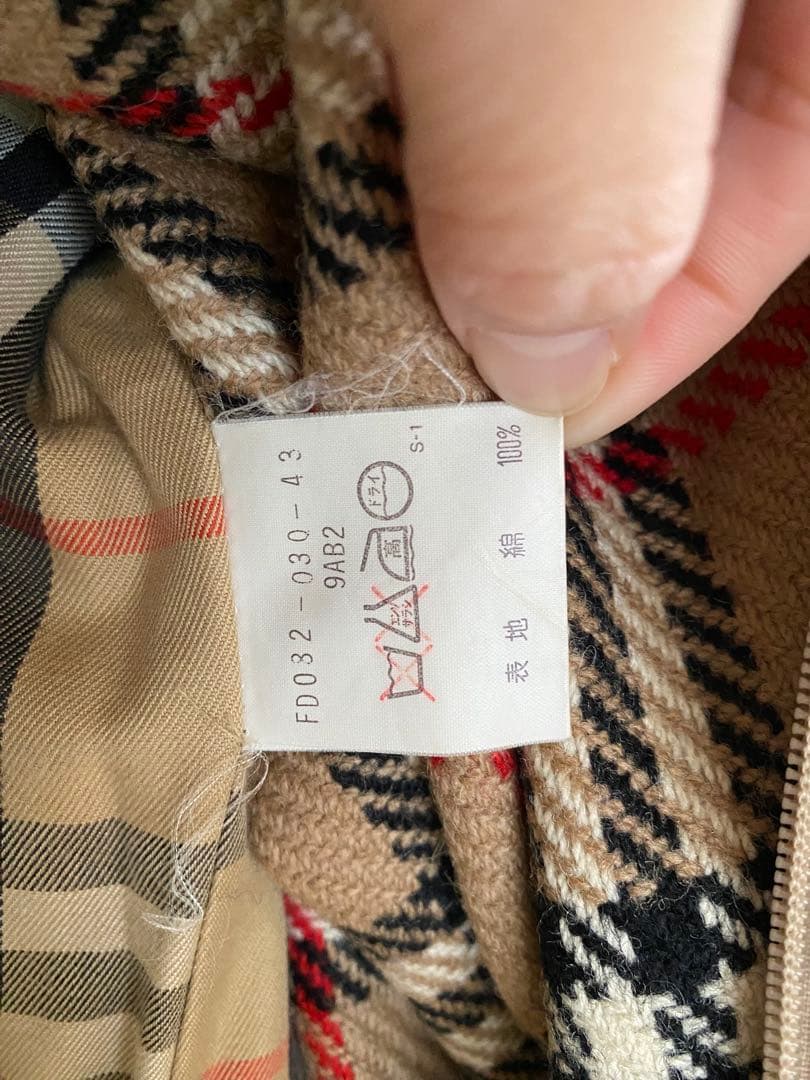 FD032-030-43
9AB2
エンソ
サラシ
高
ドライ
S-1
表地 綿 100%